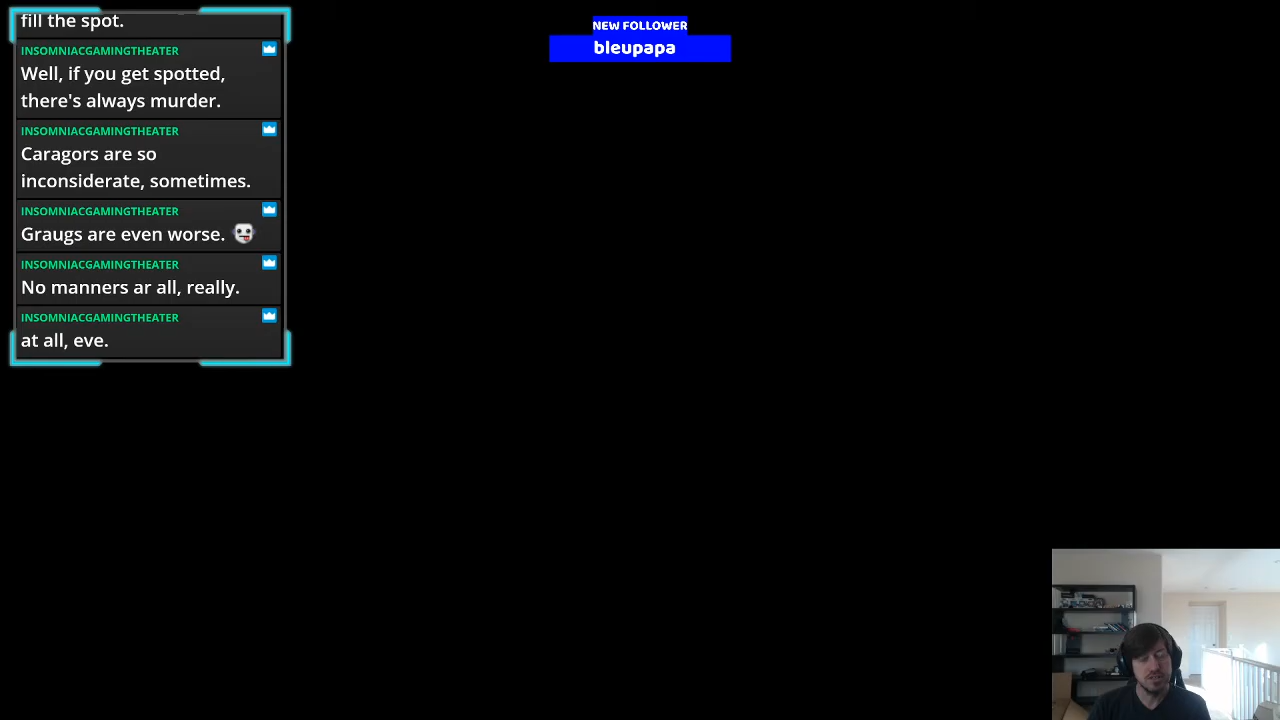 fill the spot.
INSOMNIACGAMINGTHEATER
Well, if you get spotted,
there's always murder.
INSOMNIACGAMINGTHEATER
Caragors are so
inconsiderate, sometimes.
INSOMNIACGAMINGTHEATER
Graugs are even worse.
INSOMNIACGAMINGTHEATER
No manners ar all, really.
INSOMNIACGAMINGTHEATER
at all, eve.
NEW FOLLOWER
bleupapa